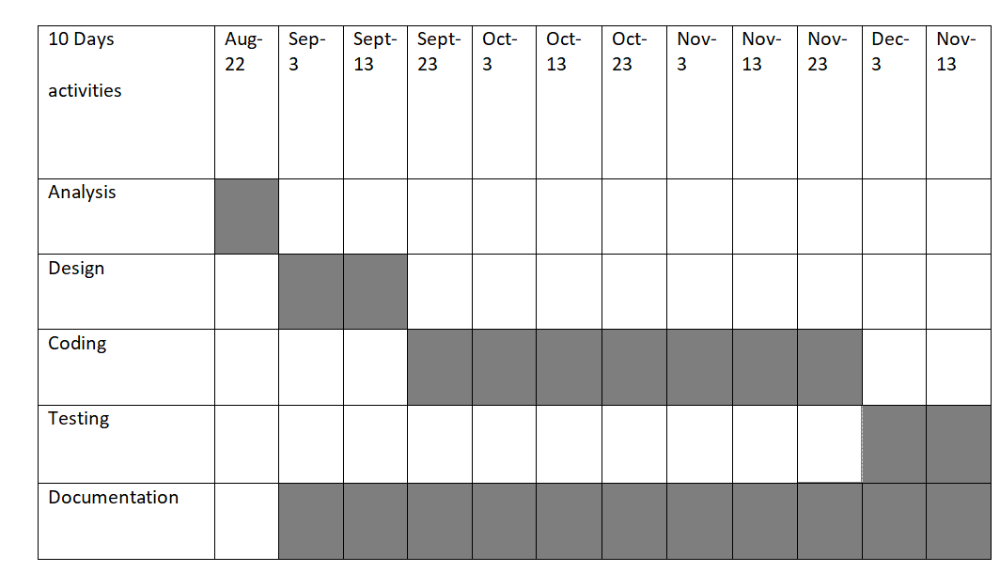 10 Days
activities
Aug-
22
Sep-
3
Sept-
13
Sept-
23
Oct-
3
Oct-
13
Oct-
23
Nov-
3
Nov-
13
Nov-
23
Dec-
3
Nov-
13
Analysis
Design
Coding
Testing
Documentation